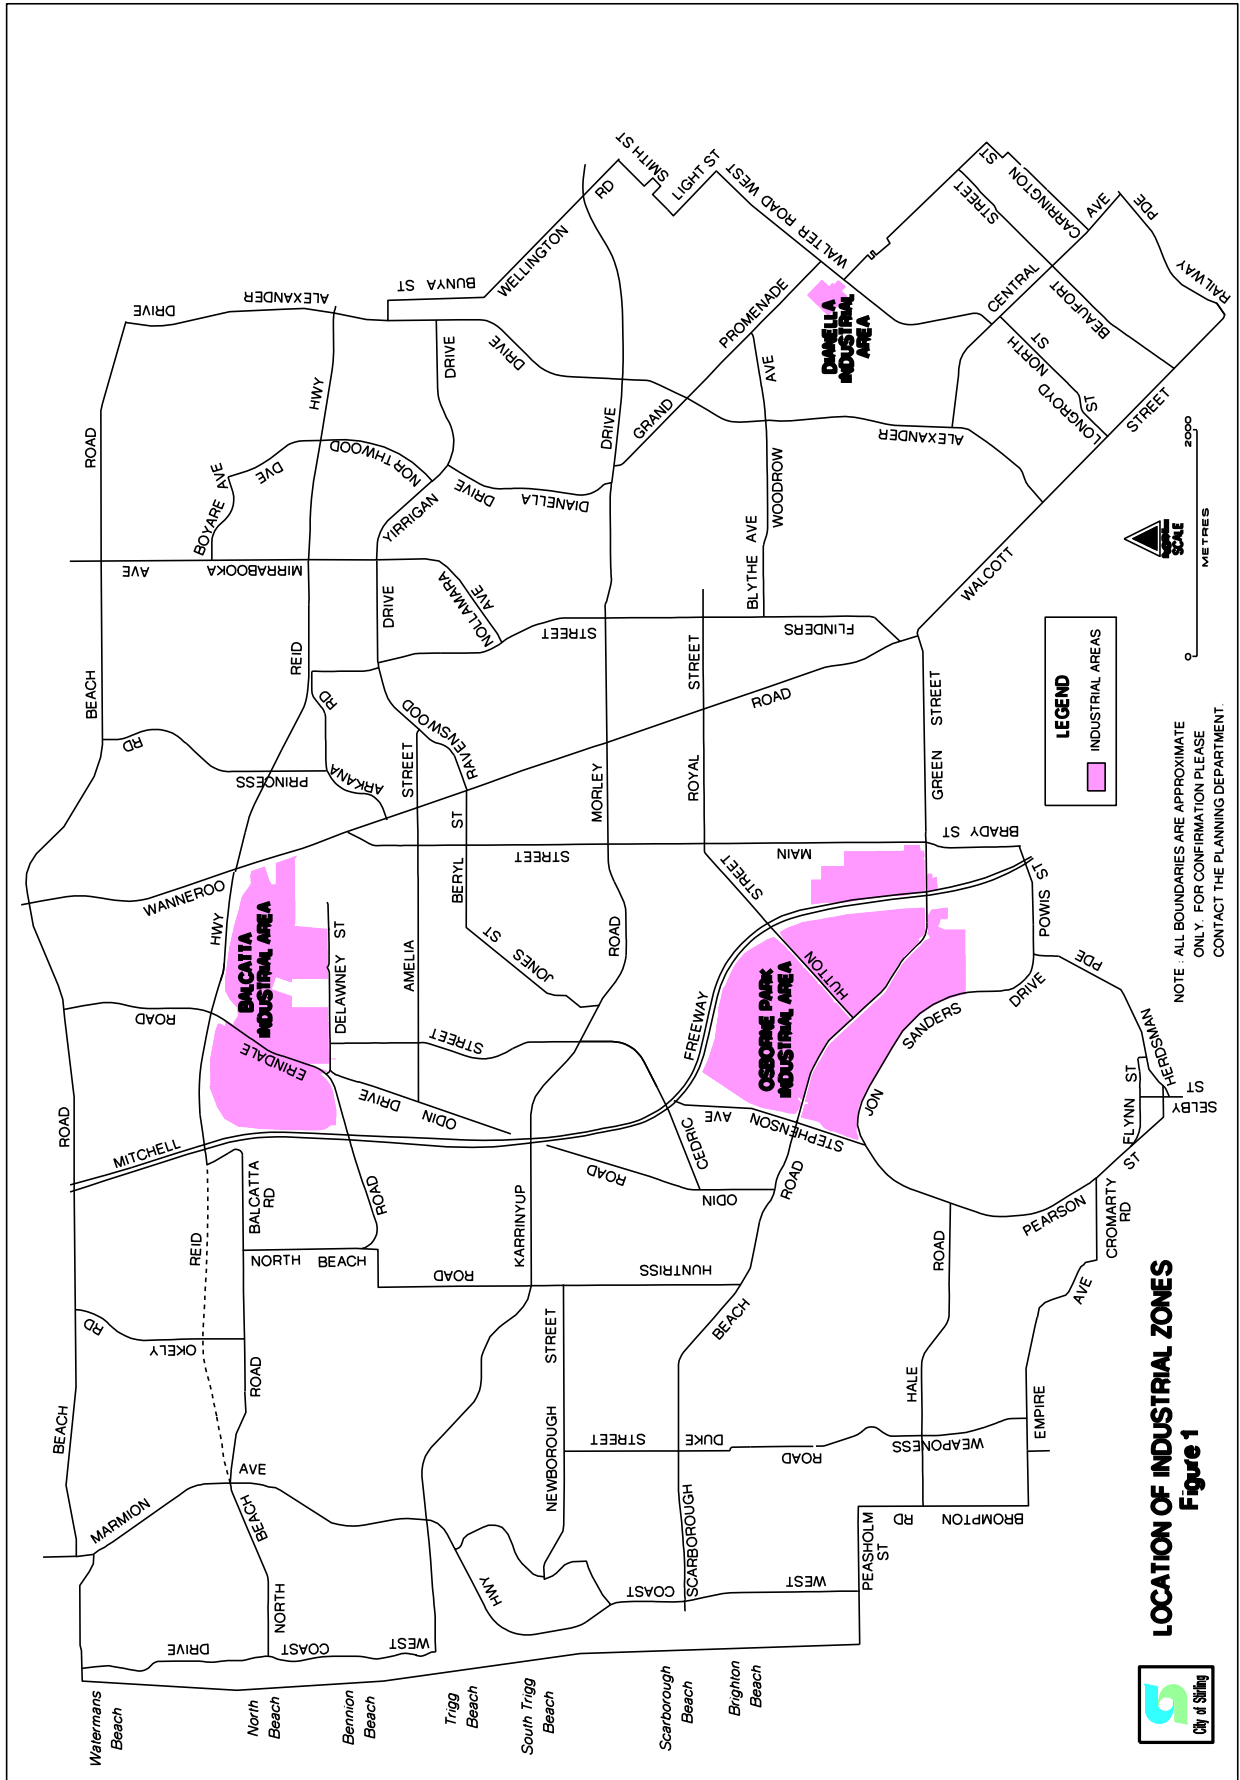 LOCATION OF INDUSTRIAL ZONES
Figure 1
City of Stirling
NOTE : ALL BOUNDARIES ARE APPROXIMATE
ONLY. FOR CONFIRMATION PLEASE
CONTACT THE PLANNING DEPARTMENT.
LEGEND
INDUSTRIAL AREAS
SCALE
0
2000
METRES
Watermans
Beach
North
Beach
Bennion
Beach
Trigg
Beach
South Trigg
Beach
Scarborough
Beach
Brighton
Beach
BALCATTA
INDUSTRIAL AREA
OSBORNE PARK
INDUSTRIAL AREA
DIANELLA
INDUSTRIAL
AREA
BEACH
ROAD
BEACH
ROAD
MARMION
AVE
WEST
COAST
DRIVE
NORTH
BEACH
ROAD
OKELY
RD
REID
BALCATTA
RD
NORTH BEACH
ROAD
MITCHELL
FREEWAY
ERINDALE
ROAD
HWY
WANNEROO
ROAD
DELAWNEY ST
ODIN
DRIVE
AMELIA
STREET
STREET
JONES
ST
BERYL ST
RAVENSWOOD
DRIVE
ARKANA
RD
PRINCESS
RD
REID
HWY
MIRRABOOKA
AVE
BOYARE AVE
NORTHWOOD
DVE
YIRRIGAN
DRIVE
NOLLAMARA
AVE
DIANELLA
DRIVE
ALEXANDER
DRIVE
BUNYA ST
WELLINGTON
RD
SMITH ST
LIGHT ST
WALTER ROAD WEST
GRAND
PROMENADE
MORLEY
DRIVE
KARRINYUP
ROAD
HUNTRISS
ROAD
NEWBOROUGH
STREET
WEST
COAST
HWY
SCARBOROUGH
BEACH
ROAD
DUKE
STREET
WEAPONESS
ROAD
HALE
ROAD
PEASHOLM
ST
BROMPTON
RD
EMPIRE
AVE
CROMARTY
RD
PEARSON
ST
FLYNN ST
SELBY
ST
HERDSMAN
PDE
JON
SANDERS
DRIVE
POWIS
ST
ODIN
ROAD
CEDRIC
STREET
STEPHENSON
AVE
HUTTON
STREET
MAIN
STREET
BRADY ST
GREEN
STREET
ROYAL
STREET
FLINDERS
STREET
BLYTHE AVE
WOODROW
AVE
ALEXANDER
DRIVE
WALCOTT
STREET
LONGROYD
ST
NORTH
ST
BEAUFORT
STREET
CENTRAL
AVE
CARRINGTON
ST
RAILWAY
PDE